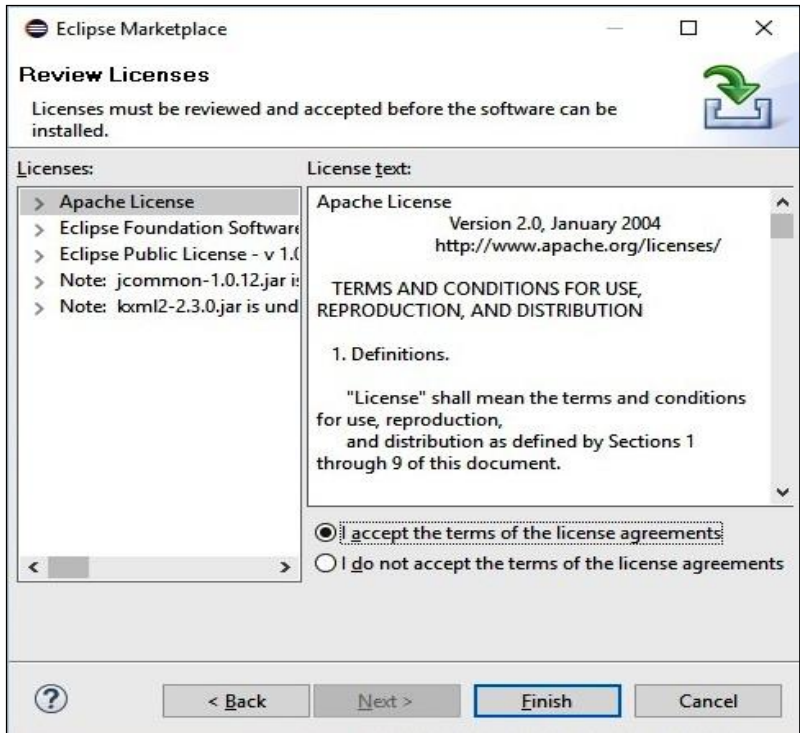 Eclipse Marketplace
Review Licenses
Licenses must be reviewed and accepted before the software can be
installed.
Licenses:
Apache License
Eclipse Foundation Software
Eclipse Public License - v 1.0
Note: jcommon-1.0.12.jar is
Note: kxml2-2.3.0.jar is und
License text:
Apache License
Version 2.0, January 2004
http://www.apache.org/licenses/
TERMS AND CONDITIONS FOR USE,
REPRODUCTION, AND DISTRIBUTION
1. Definitions.
"License" shall mean the terms and conditions
for use, reproduction,
and distribution as defined by Sections 1
through 9 of this document.
I accept the terms of the license agreements
I do not accept the terms of the license agreements
< Back
Next >
Finish
Cancel